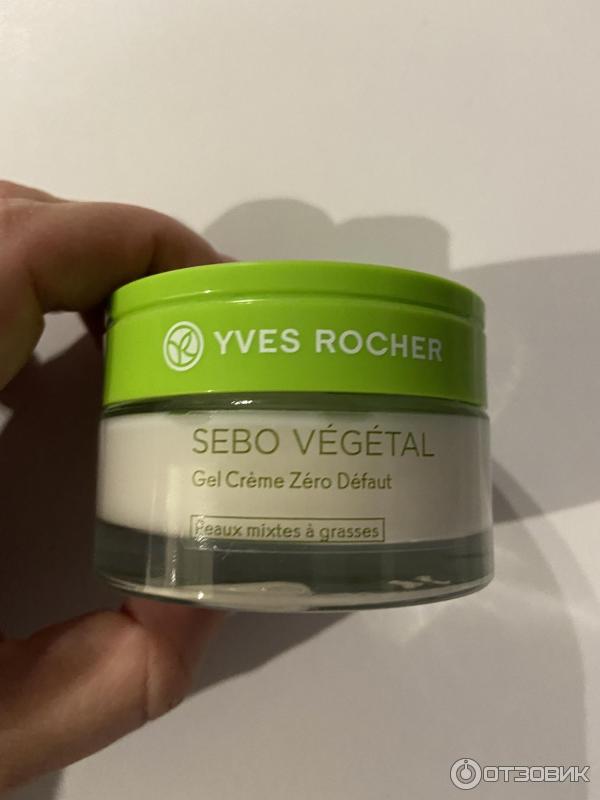 YVES ROCHER
SEBO VÉGÉTAL
Gel Crème Zéro Défaut
Peaux mixtes à grasses
ОТЗОВИК